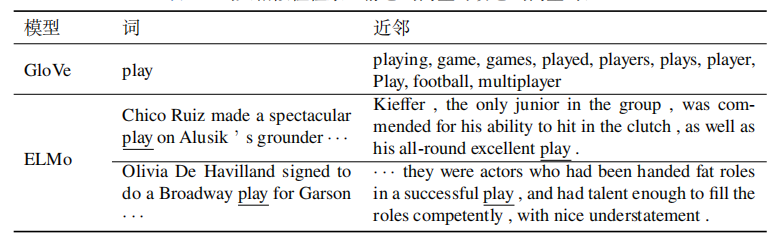 模型 词 近邻
GloVe play playing, game, games, played, players, plays, player,
Play, football, multiplayer
ELMo
Chico Ruiz made a spectacular
play on Alusik ’ s grounder ···
Kieffer , the only junior in the group , was com-
mended for his ability to hit in the clutch , as well as
his all-round excellent play .
Olivia De Havilland signed to
do a Broadway play for Garson
···
··· they were actors who had been handed fat roles
in a successful play , and had talent enough to fill the
roles competently , with nice understatement .